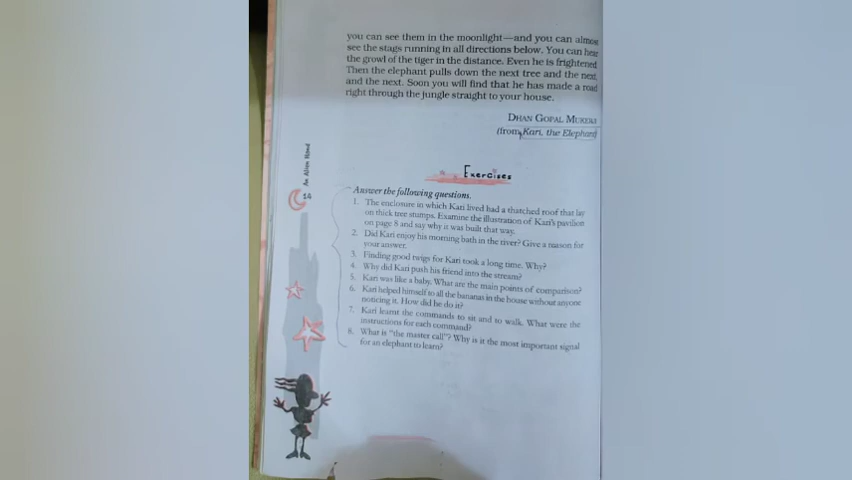 you can see them in the moonlight—and you can almos
see the stags running in all directions below. You can hear
the growl of the tiger in the distance. Even he is frightened
Then the elephant pulls down the next tree and the next,
and the next. Soon you will find that he has made a road
right through the jungle straight to your house.
DHAN GOPAL MUKERJI
(from Kari, the Elephant
An Alien Hand
14
Exercises
Answer the following questions.
1. The enclosure in which Kari lived had a thatched roof that lay
on thick tree stumps. Examine the illustration of Kari's pavilion
on page 8 and say why it was built that way.
2. Did Kari enjoy his morning bath in the river? Give a reason for
your answer.
3. Finding good twigs for Kari took a long time. Why?
4. Why did Kari push his friend into the stream?
5. Kari was like a baby. What are the main points of comparison?
6. Kari helped himself to all the bananas in the house without anyone
noticing it. How did he do it?
7. Kari learnt the commands to sit and to walk. What were the
instructions for each command?
8. What is "the master call"? Why is it the most important signal
for an elephant to learn?